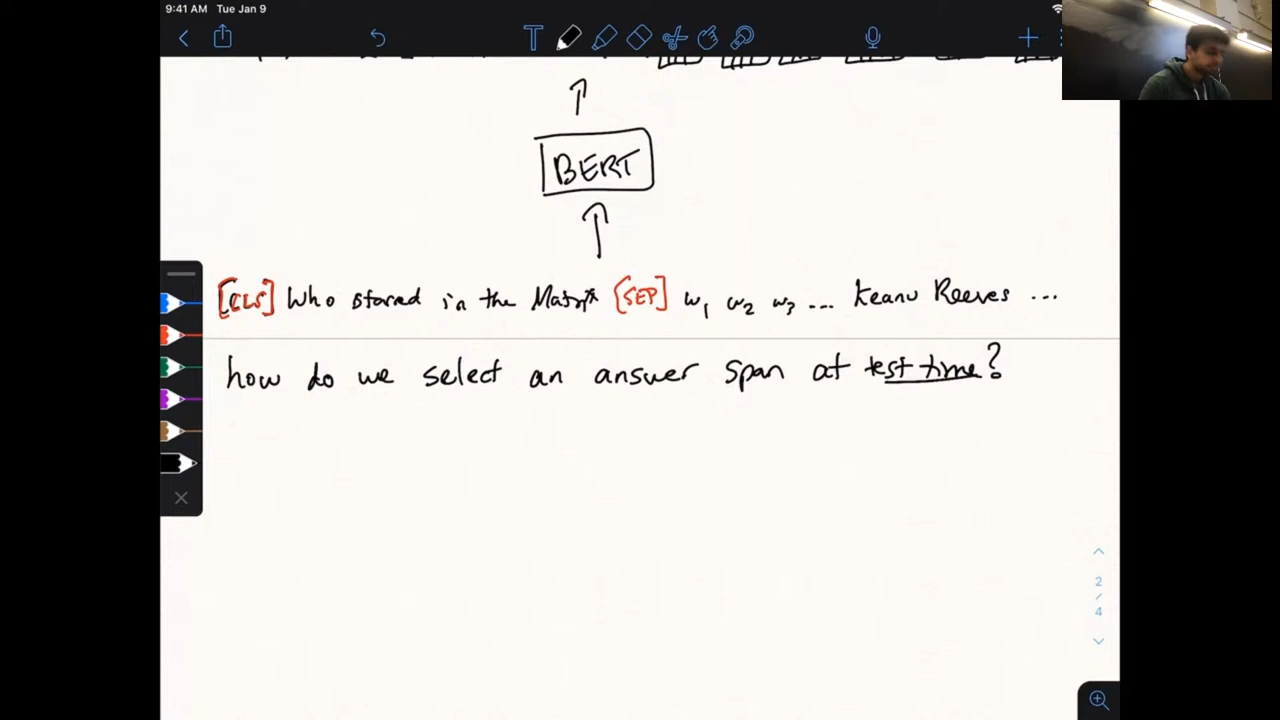 9:41 AM Tue Jan 9
T
BERT
[CLS] Who starred in the Matrix [SEP] w1 w2 w3 ... Keanu Reeves ...
how do we select an answer span at test time?
2
/
4